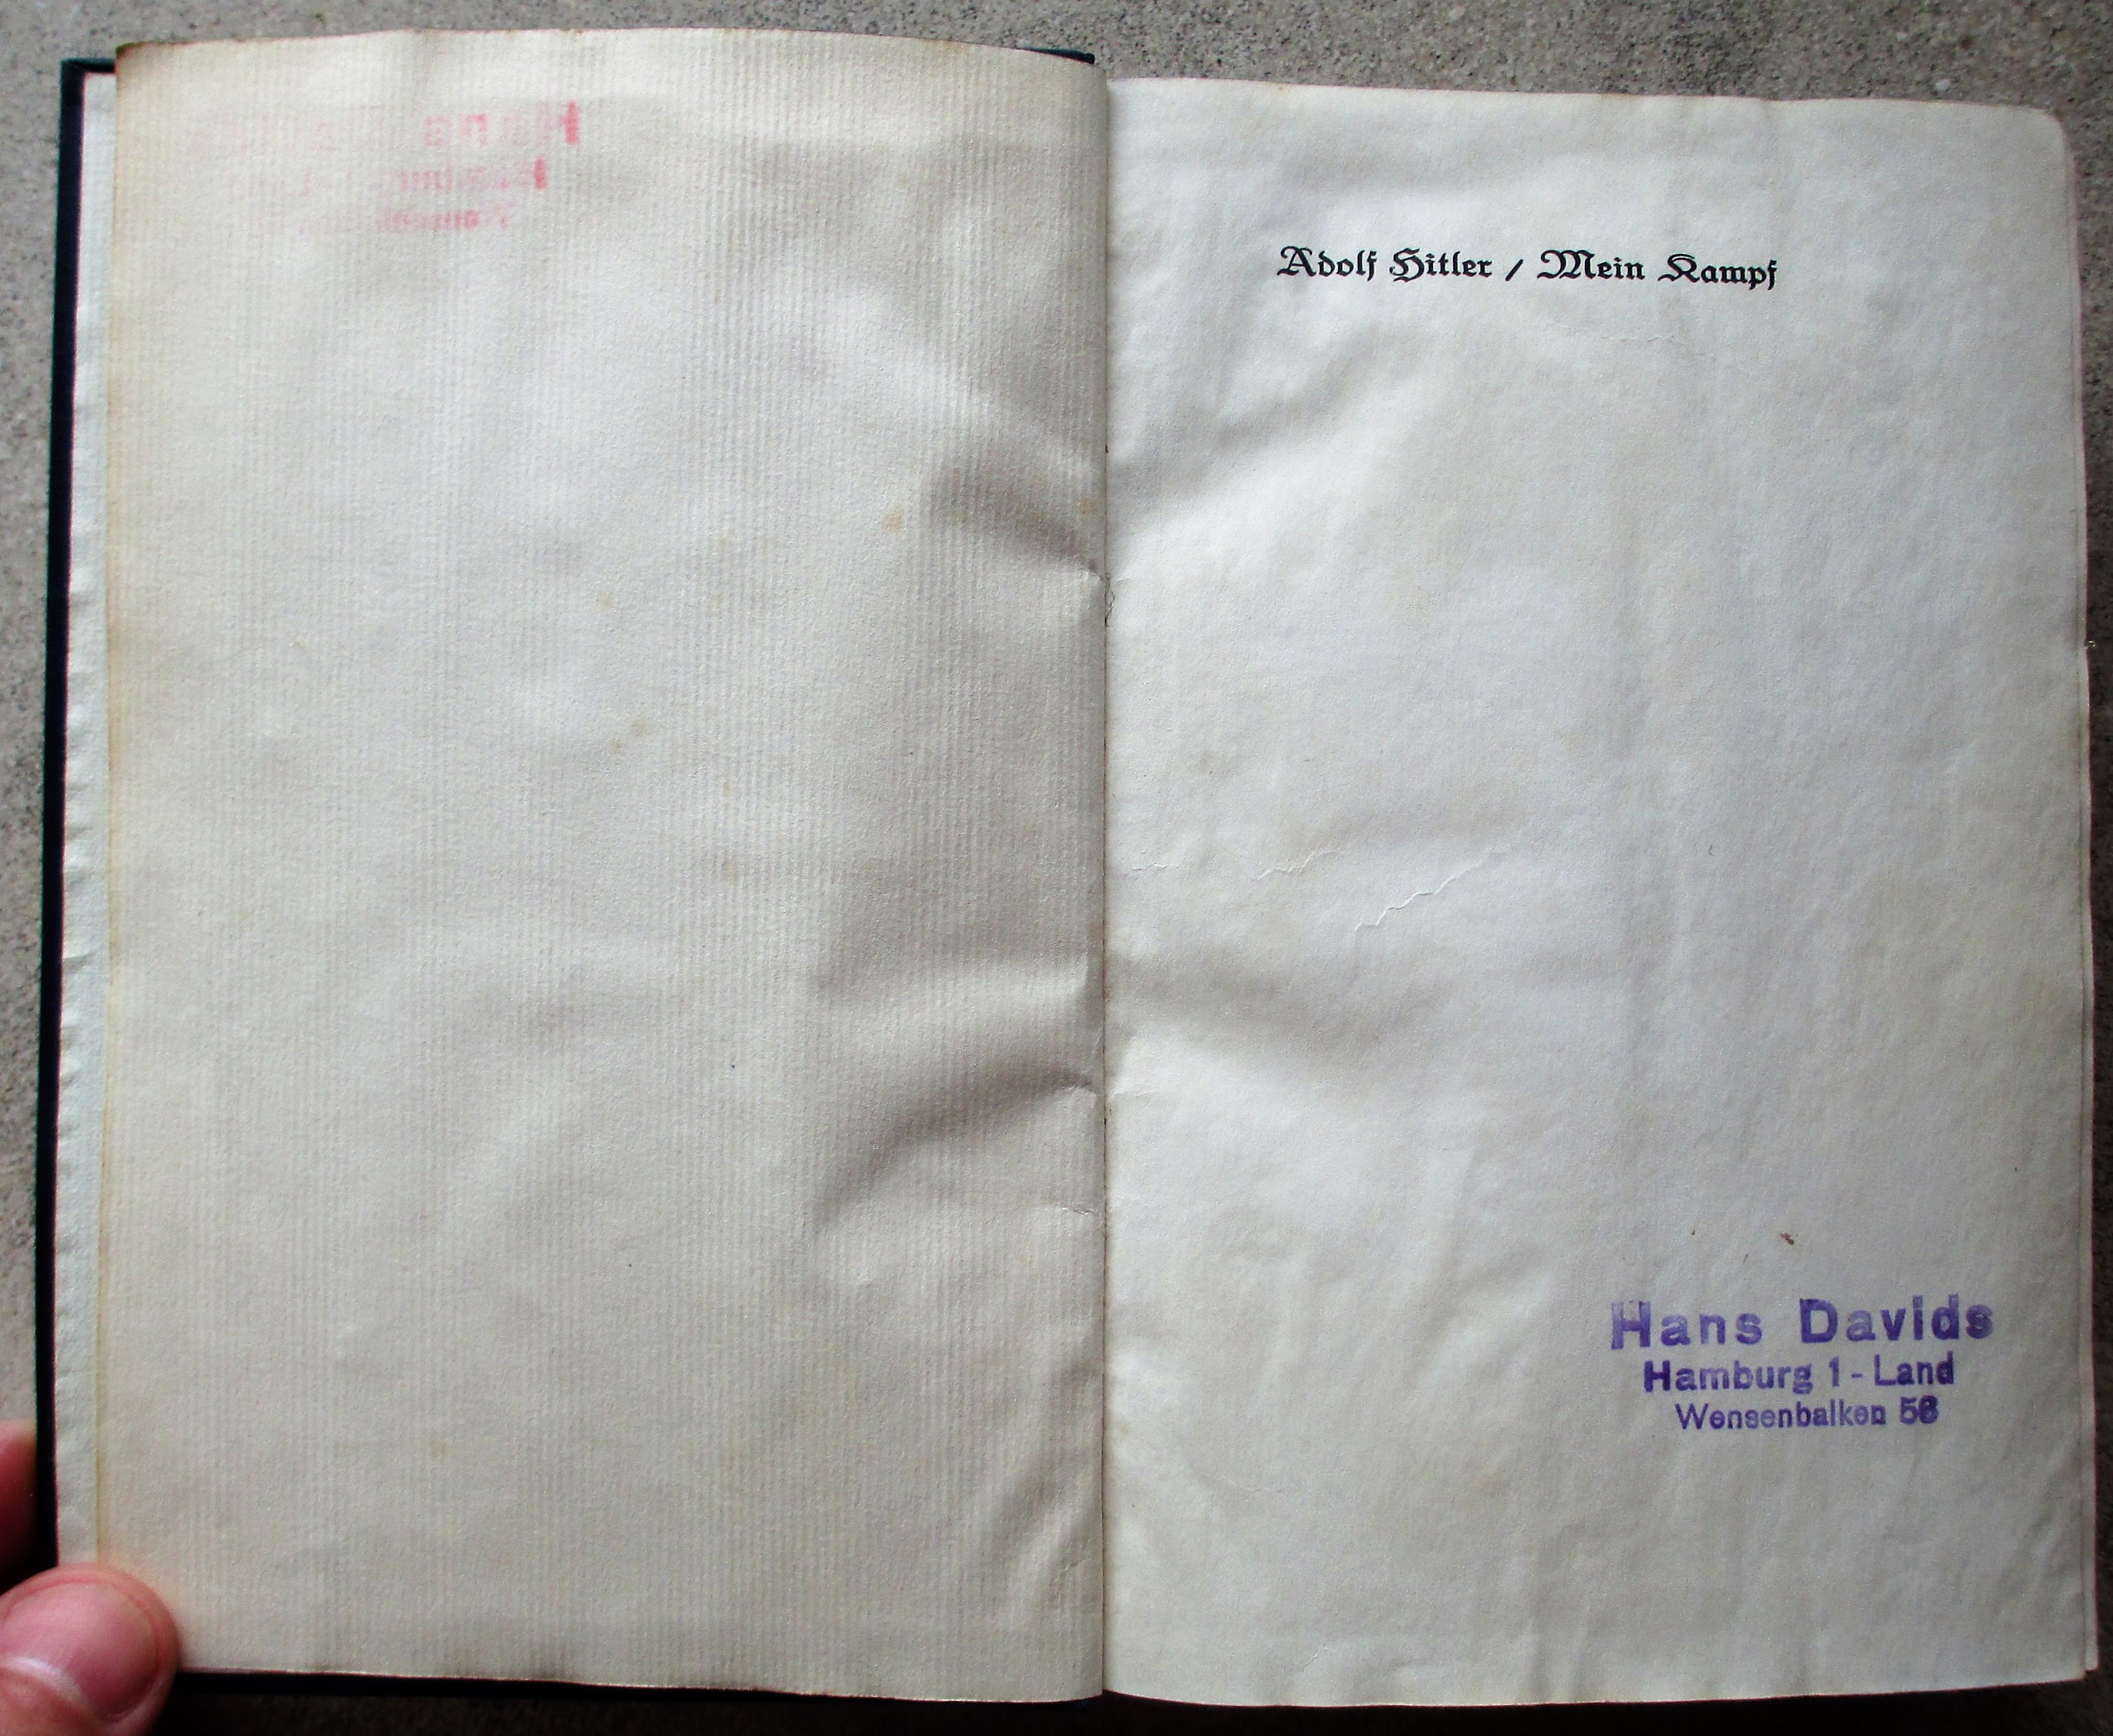 Adolf Hitler / Mein Kampf
Hans Davids
Hamburg 1 - Land
Wensenbalken 56